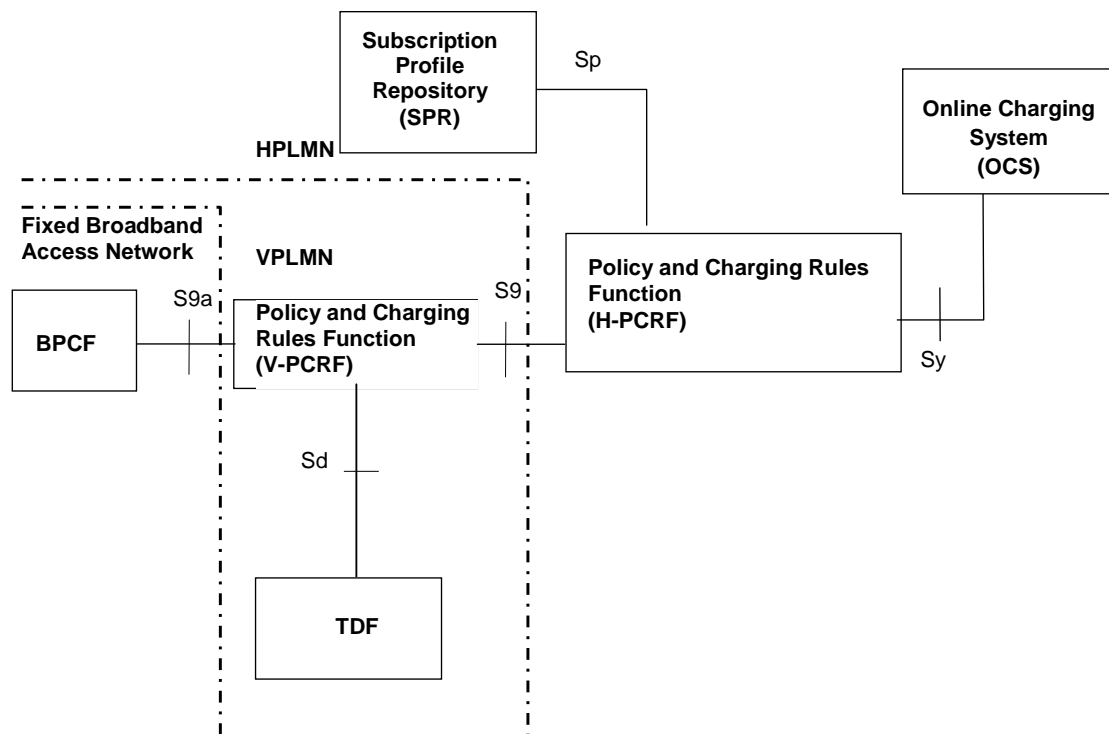 Subscription
Profile
Repository
(SPR)
Sp
Online Charging
System
(OCS)
HPLMN
Fixed Broadband
Access Network
VPLMN
S9a
S9
Policy and Charging Rules
Function
(H-PCRF)
BPCF
Policy and Charging
Rules Function
(V-PCRF)
Sy
Sd
TDF